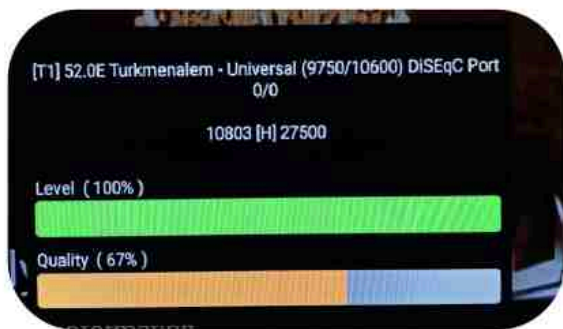 [T1] 52.0E Turkmenalem - Universal (9750/10600) DiSEqC Port
0/0
10803 [H] 27500
Level ( 100% )
Quality ( 67% )